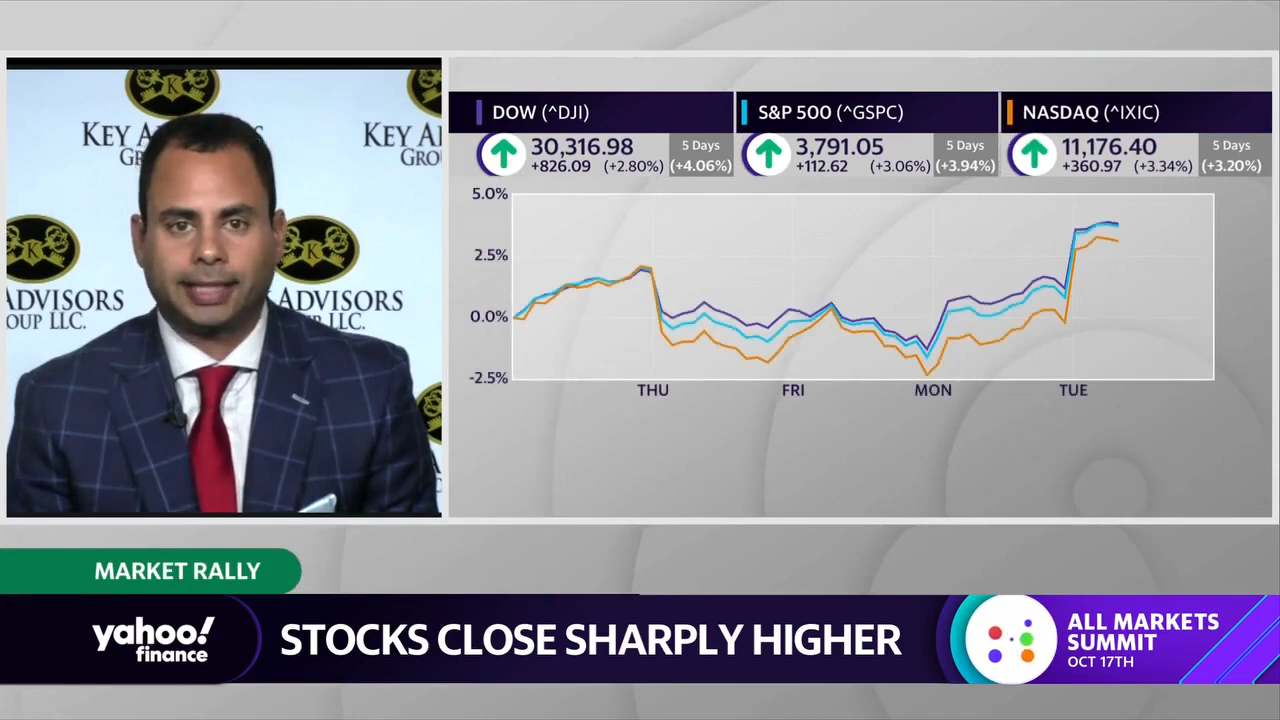 KEY A
GR
KEY A
GRO
K
K
K
ADVISORS
OUP LLC.
ADVISORS
LLC.
DOW (^DJI)
30,316.98
+826.09 (+2.80%)
5 Days
(+4.06%)
S&P 500 (^GSPC)
3,791.05
+112.62 (+3.06%)
5 Days
(+3.94%)
NASDAQ (^IXIC)
11,176.40
+360.97 (+3.34%)
5 Days
(+3.20%)
5.0%
2.5%
0.0%
-2.5%
THU FRI MON TUE
MARKET RALLY
yahoo!
finance
STOCKS CLOSE SHARPLY HIGHER
ALL MARKETS
SUMMIT
OCT 17TH